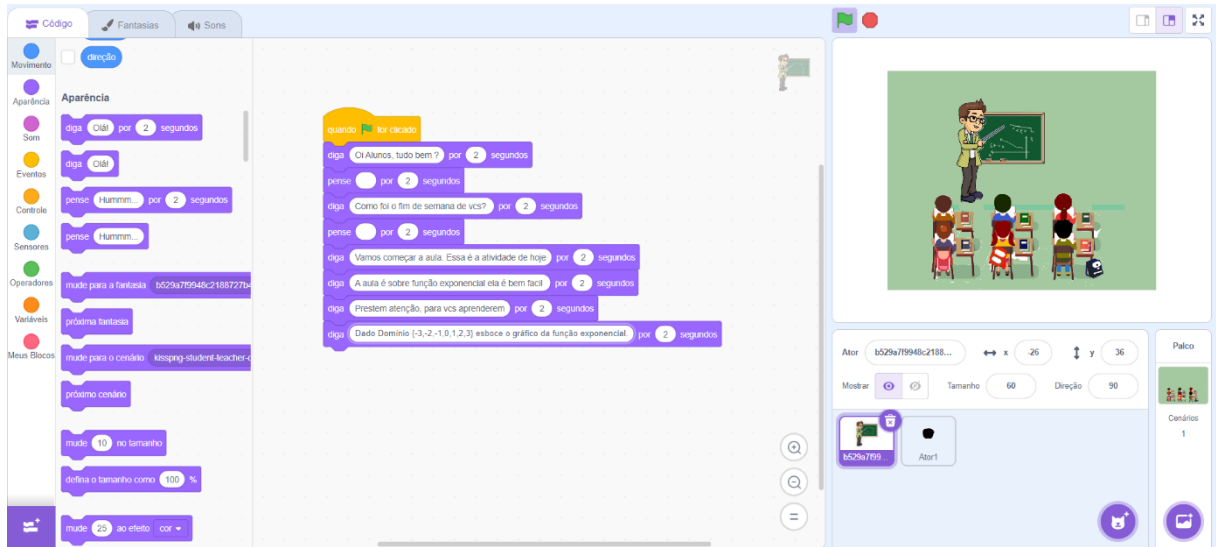 Código
Fantasias
Sons
Movimento
Aparência
Som
Eventos
Controle
Sensores
Operadores
Variáveis
Meus Blocos
direção
Aparência
diga Olá! por 2 segundos
diga Olá!
pense Hummm... por 2 segundos
pense Hummm...
mude para a fantasia b529a7f9948c2188727b4
próxima fantasia
mude para o cenário kisspng-student-teacher-c
próximo cenário
mude 10 no tamanho
defina o tamanho como 100 %
mude 25 ao efeito cor
quando for clicado
diga Oi Alunos, tudo bem ? por 2 segundos
pense por 2 segundos
diga Como foi o fim de semana de vcs? por 2 segundos
pense por 2 segundos
diga Vamos começar a aula. Essa é a atividade de hoje por 2 segundos
diga A aula é sobre função exponencial ela é bem facil por 2 segundos
diga Prestem atenção, para vcs aprenderem por 2 segundos
diga Dado Domínio [-3,-2,-1,0,1,2,3] esboce o gráfico da função exponencial. por 2 segundos
Ator b529a7f9948c2188... x -26 y 36
Mostrar Tamanho 60 Direção 90
b529a7f99...
Ator1
Palco
Cenários
1